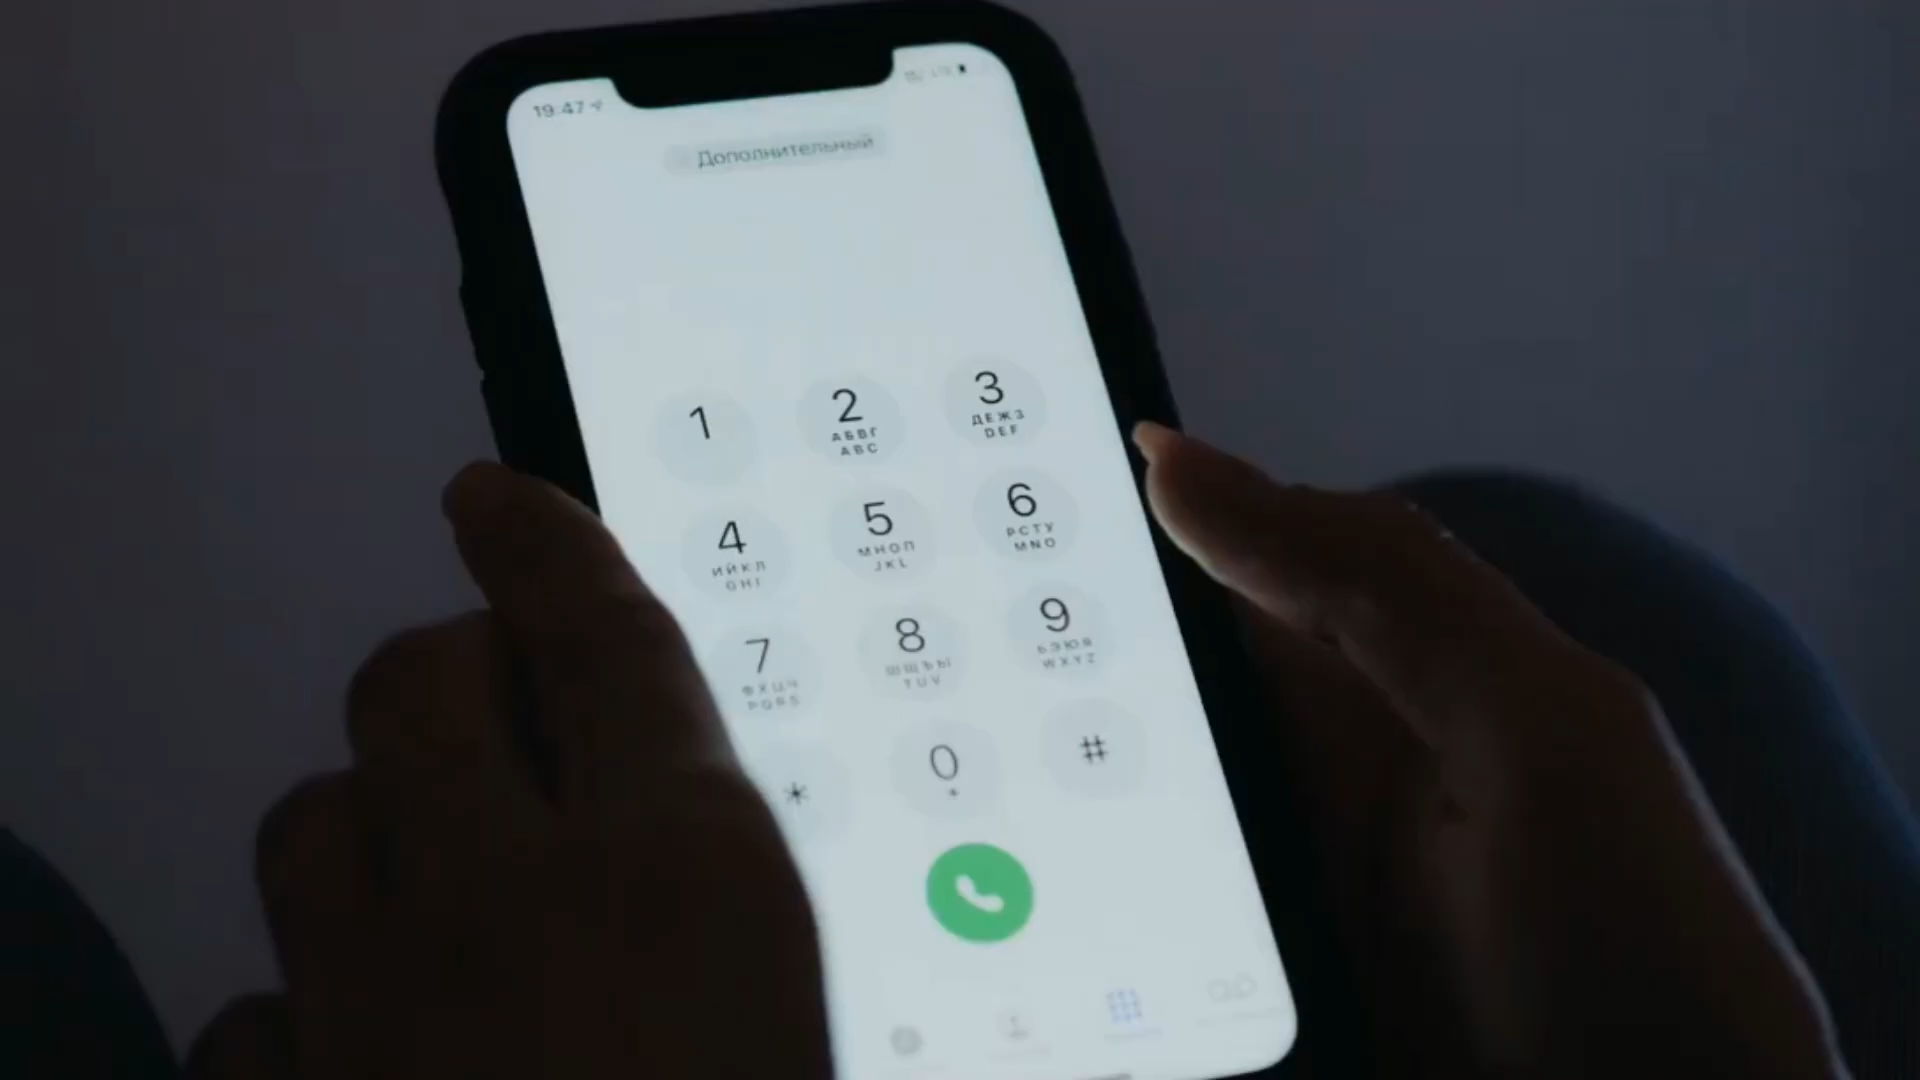 19:47
Дополнительный
1 2 3
АБВГ ДЕЖЗ
ABC DEF
4 5 6
ИЙКЛ МНОП РСТУ
GHI JKL MNO
7 8 9
ФХЦЧ ШЩЪЫ ЬЭЮЯ
PQRS TUV WXYZ
* 0 #
+